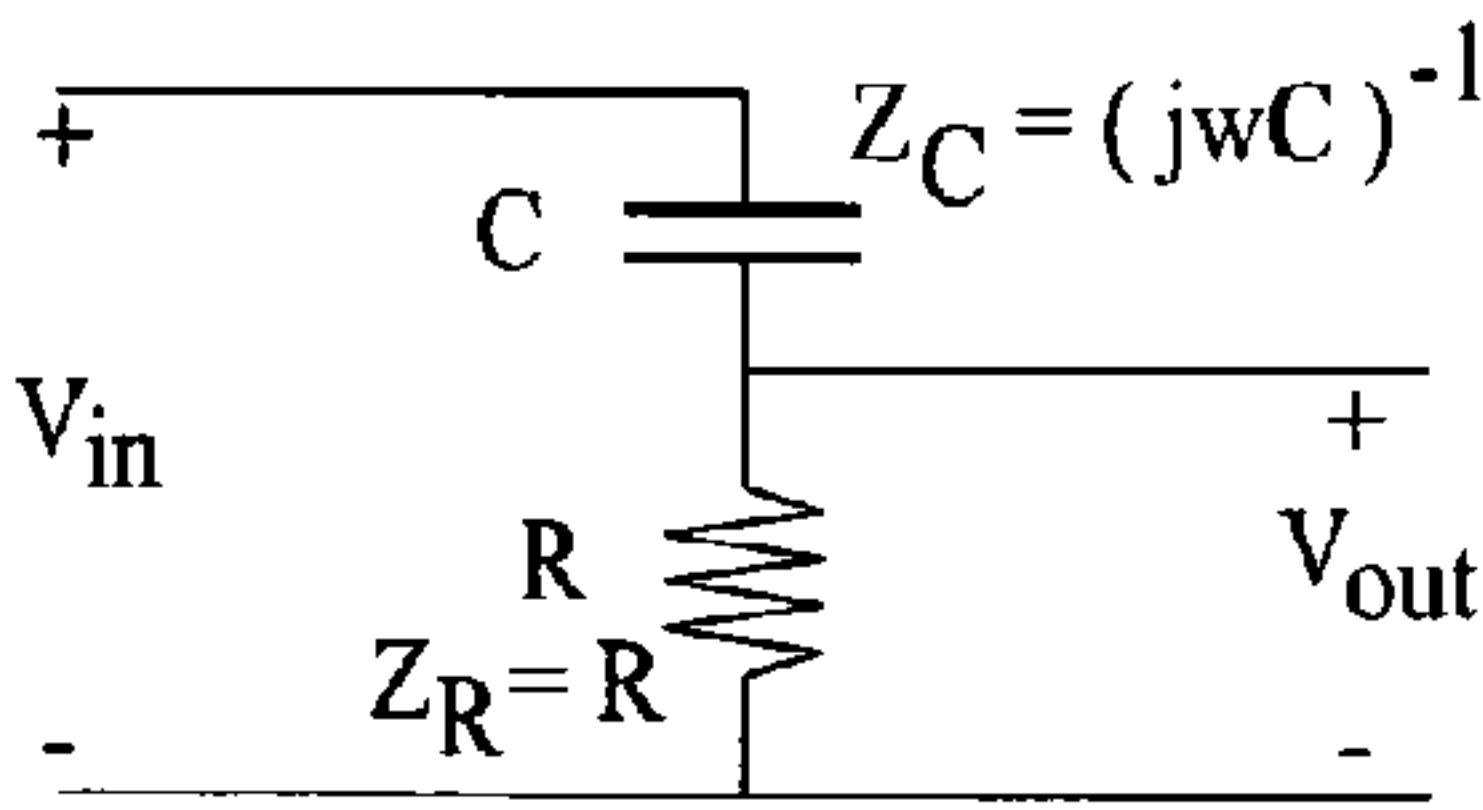 +
Z_C = (jwC)^-1
C
V_in
+
R
V_out
Z_R = R
-
-